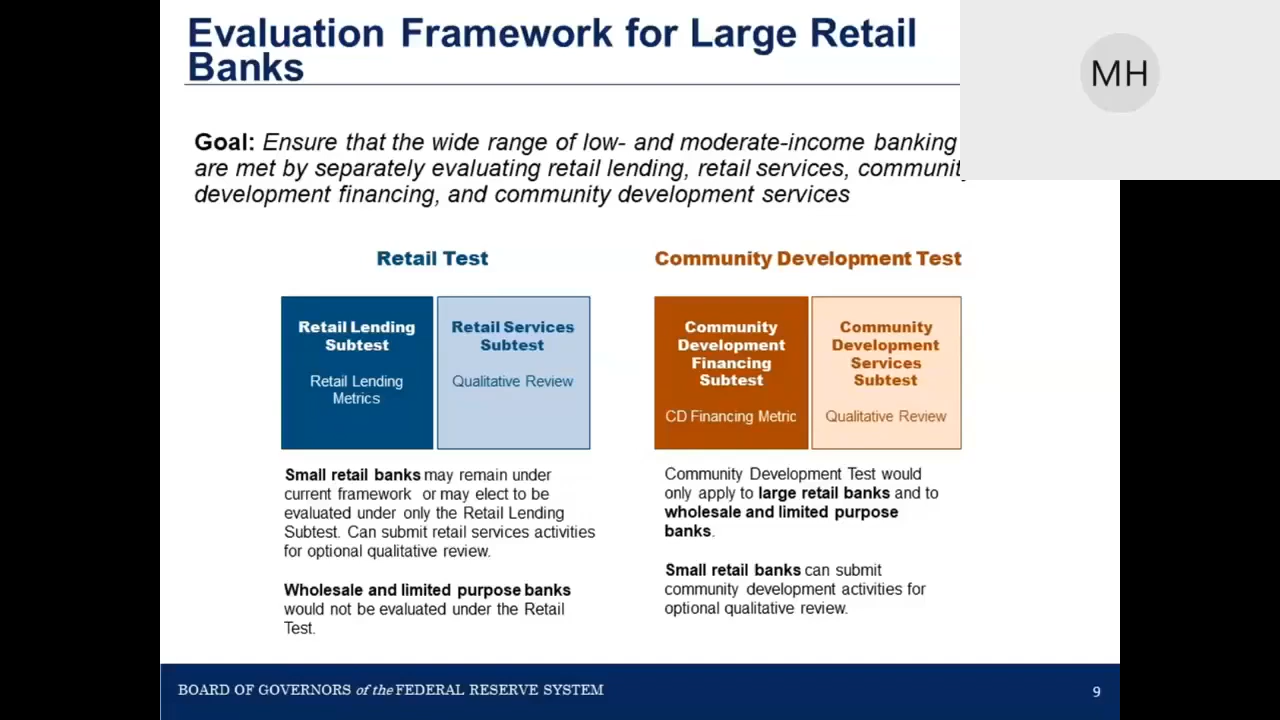 Evaluation Framework for Large Retail
Banks
MH
Goal: Ensure that the wide range of low- and moderate-income banking
are met by separately evaluating retail lending, retail services,
development financing, and community development services
Retail Test
Community Development Test
Retail Lending
Subtest
Retail Lending
Metrics
Retail Services
Subtest
Qualitative Review
Community
Development
Financing
Subtest
CD Financing Metric
Community
Development
Services
Subtest
Qualitative Review
Small retail banks may remain under
current framework or may elect to be
evaluated under only the Retail Lending
Subtest. Can submit retail services activities
for optional qualitative review.
Wholesale and limited purpose banks
would not be evaluated under the Retail
Test.
Community Development Test would
only apply to large retail banks and to
wholesale and limited purpose
banks.
Small retail banks can submit
community development activities for
optional qualitative review.
BOARD OF GOVERNORS of the FEDERAL RESERVE SYSTEM
9